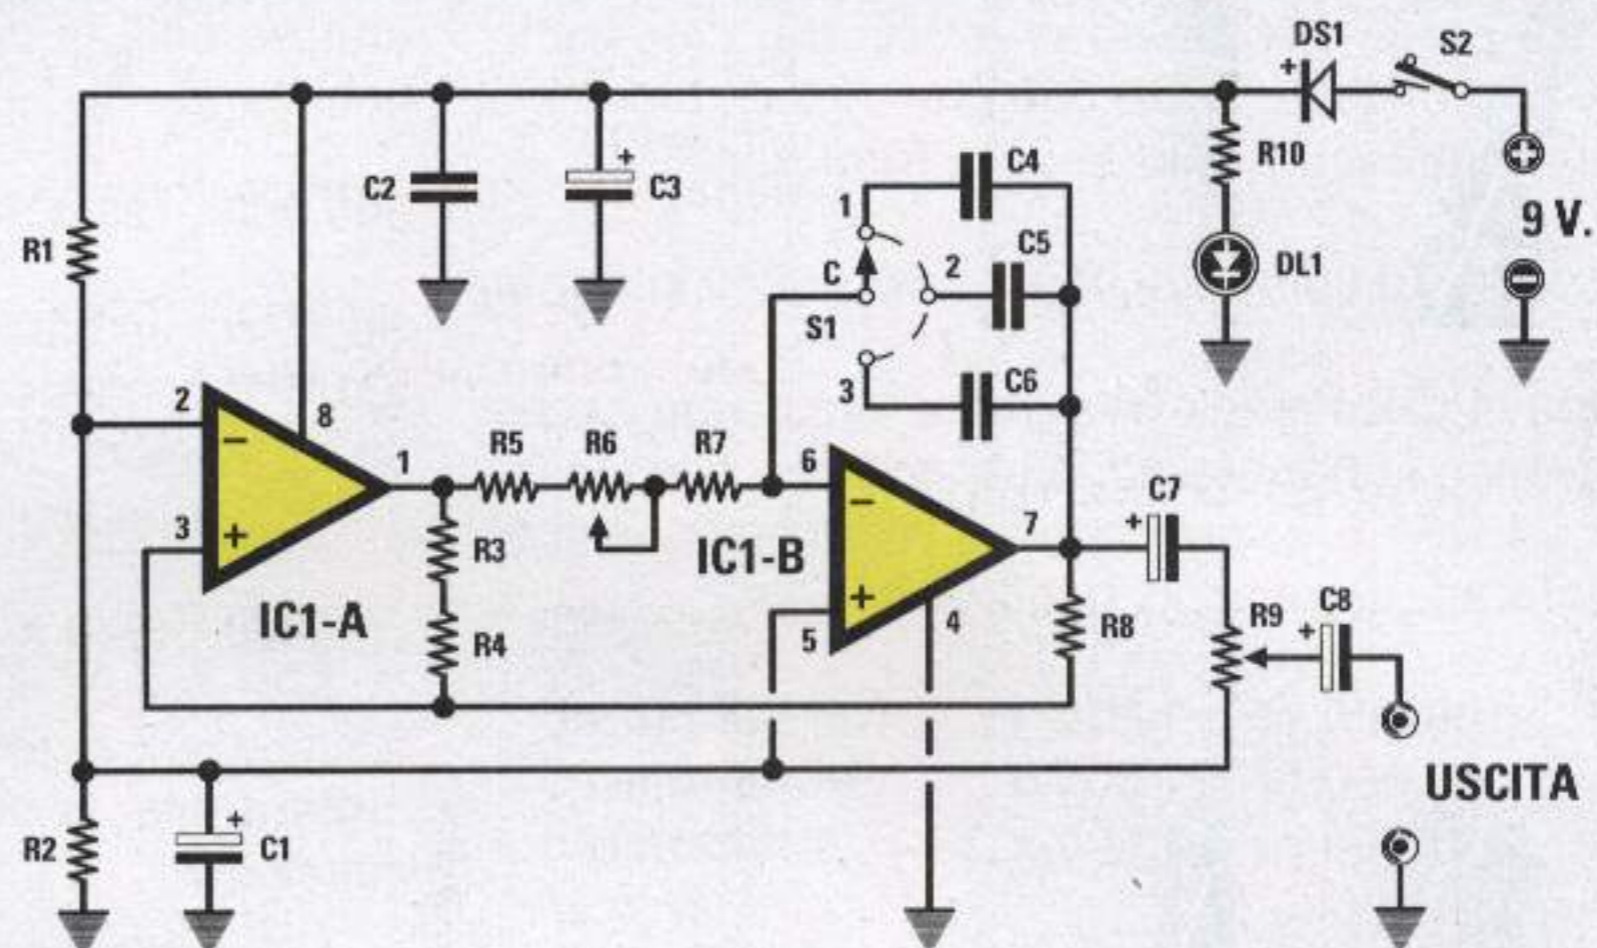 DS1
S2
+
R10
9 V.
DL1
C2
+
C3
R1
1
C4
C
2
C5
S1
3
C6
2
−
8
3
+
1
IC1-A
R5
R6
R7
R3
R4
IC1-B
6
−
5
+
7
4
C7
+
R8
R9
C8
+
USCITA
R2
+
C1